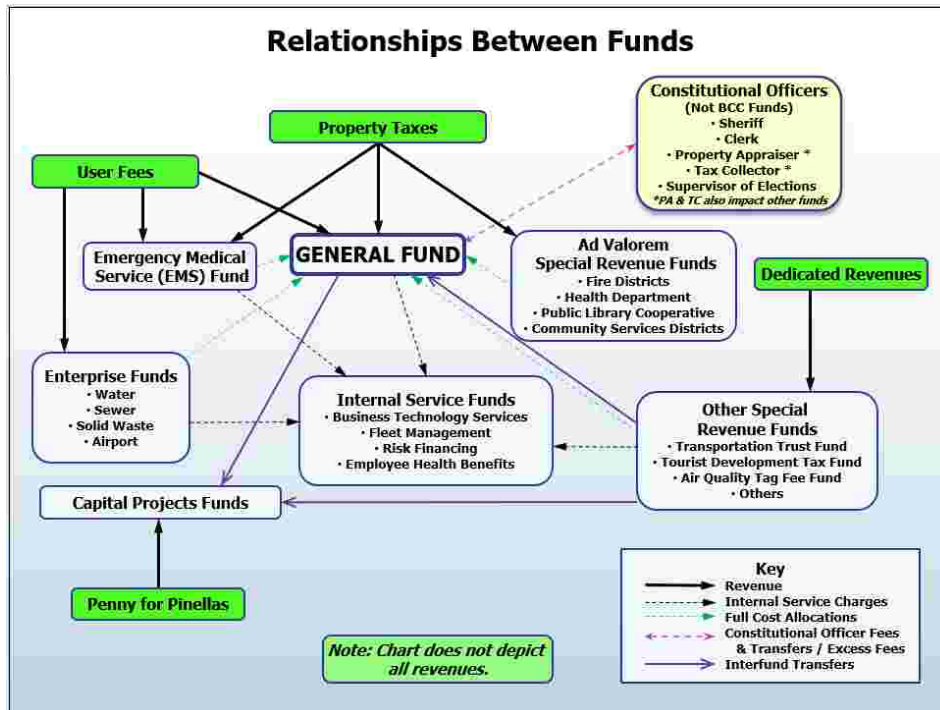 Relationships Between Funds
Constitutional Officers
(Not BCC Funds)
· Sheriff
· Clerk
· Property Appraiser *
· Tax Collector *
· Supervisor of Elections
*PA & TC also impact other funds
Property Taxes
User Fees
Emergency Medical
Service (EMS) Fund
GENERAL FUND
Ad Valorem
Special Revenue Funds
· Fire Districts
· Health Department
· Public Library Cooperative
· Community Services Districts
Dedicated Revenues
Enterprise Funds
· Water
· Sewer
· Solid Waste
· Airport
Internal Service Funds
· Business Technology Services
· Fleet Management
· Risk Financing
· Employee Health Benefits
Other Special
Revenue Funds
· Transportation Trust Fund
· Tourist Development Tax Fund
· Air Quality Tag Fee Fund
· Others
Capital Projects Funds
Penny for Pinellas
Note: Chart does not depict
all revenues.
Key
Revenue
Internal Service Charges
Full Cost Allocations
Constitutional Officer Fees
& Transfers / Excess Fees
Interfund Transfers